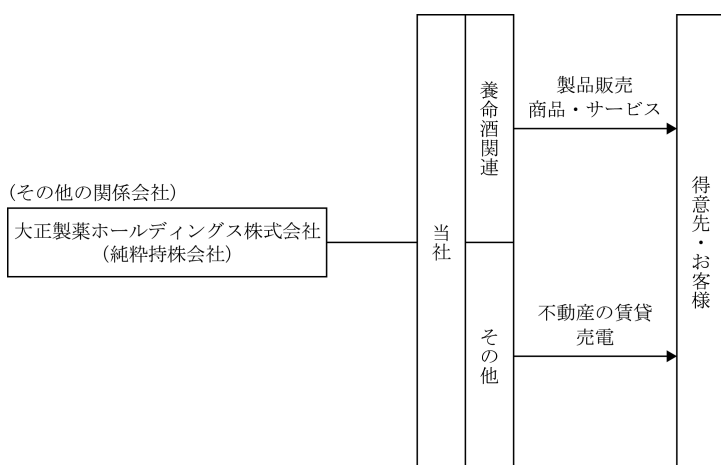 (その他の関係会社)
大正製薬ホールディングス株式会社
(純粋持株会社)
当社
養命酒関連
製品販売
商品・サービス
その他
不動産の賃貸
売電
得意先・お客様